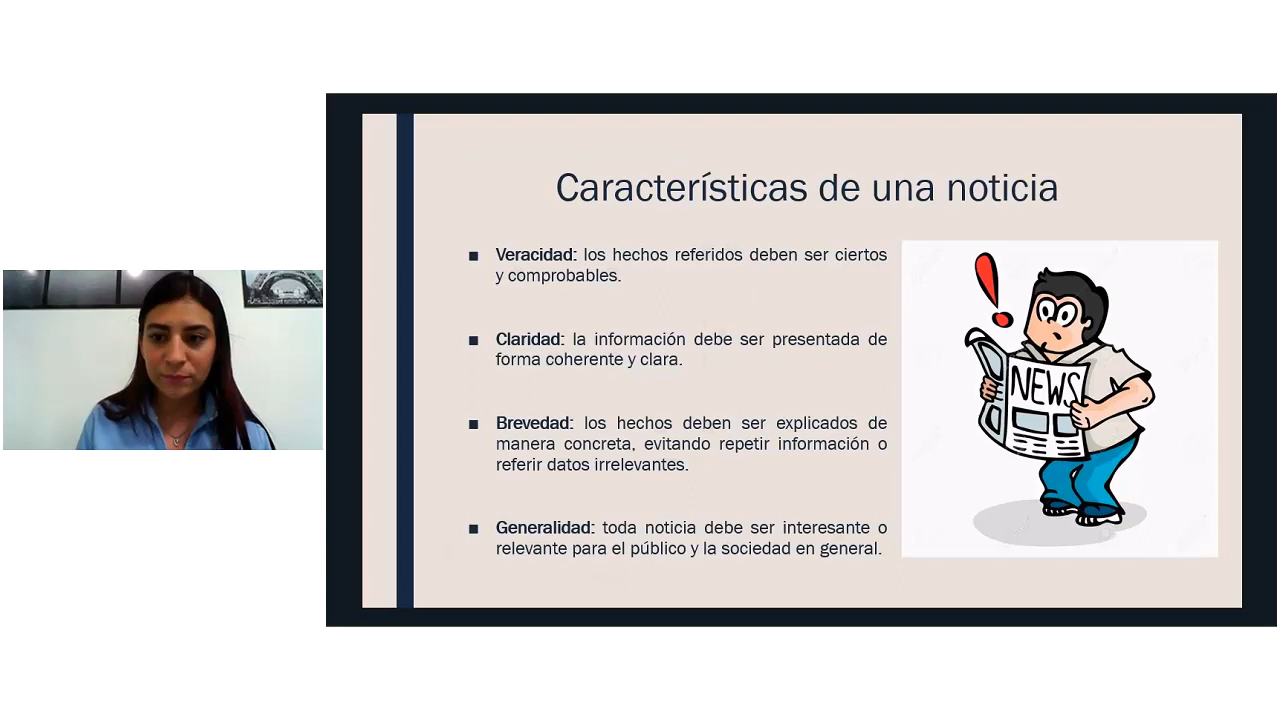 Características de una noticia
■ Veracidad: los hechos referidos deben ser ciertos
y comprobables.
■ Claridad: la información debe ser presentada de
forma coherente y clara.
■ Brevedad: los hechos deben ser explicados de
manera concreta, evitando repetir información o
referir datos irrelevantes.
■ Generalidad: toda noticia debe ser interesante o
relevante para el público y la sociedad en general.
NEWS